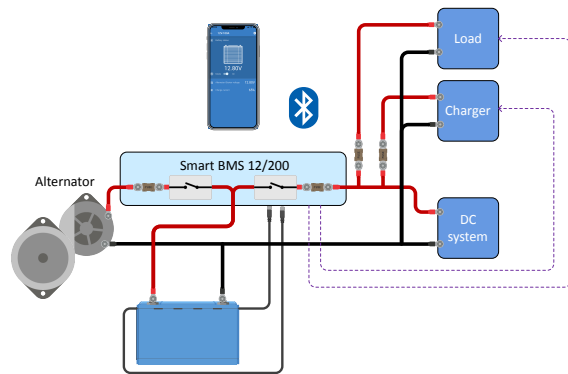 12.80V
Load
Charger
Smart BMS 12/200
Alternator
DC
system